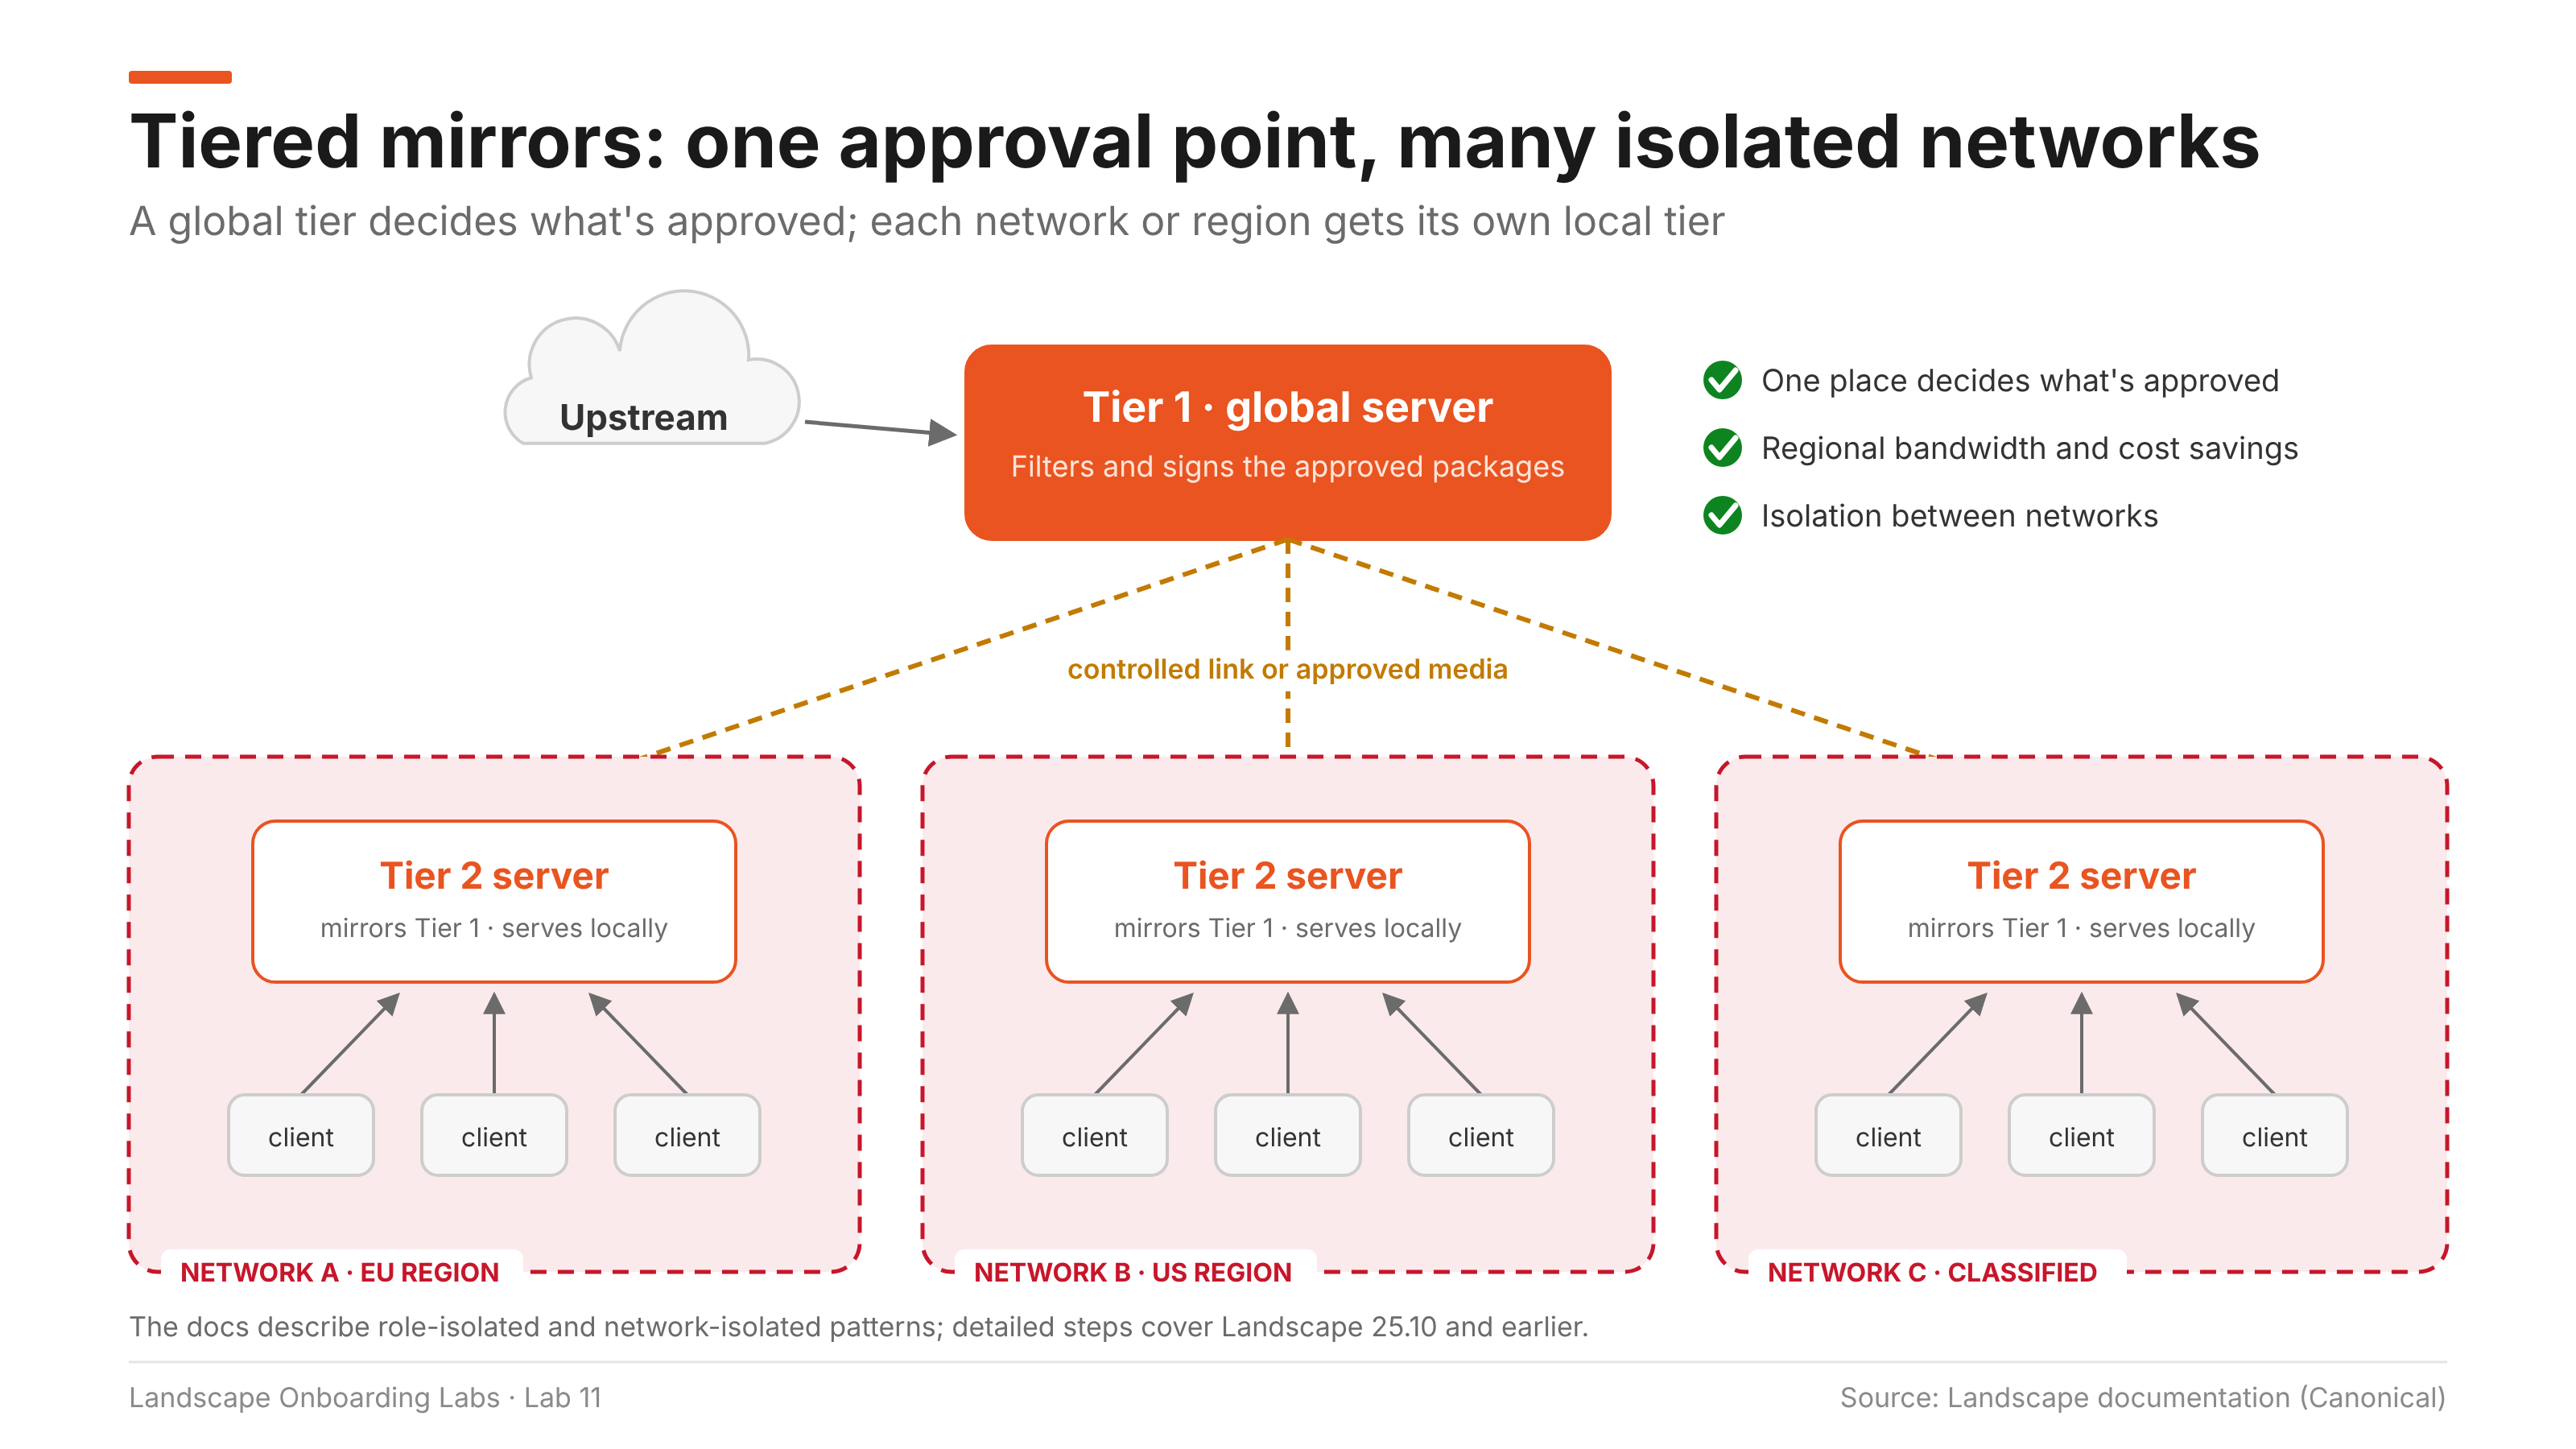 Tiered mirrors: one approval point, many isolated networks
A global tier decides what's approved; each network or region gets its own local tier
Upstream
Tier 1 · global server
Filters and signs the approved packages
One place decides what's approved
Regional bandwidth and cost savings
Isolation between networks
controlled link or approved media
Tier 2 server
mirrors Tier 1 · serves locally
client
client
client
NETWORK A · EU REGION
Tier 2 server
mirrors Tier 1 · serves locally
client
client
client
NETWORK B · US REGION
Tier 2 server
mirrors Tier 1 · serves locally
client
client
client
NETWORK C · CLASSIFIED
The docs describe role-isolated and network-isolated patterns; detailed steps cover Landscape 25.10 and earlier.
Landscape Onboarding Labs · Lab 11
Source: Landscape documentation (Canonical)